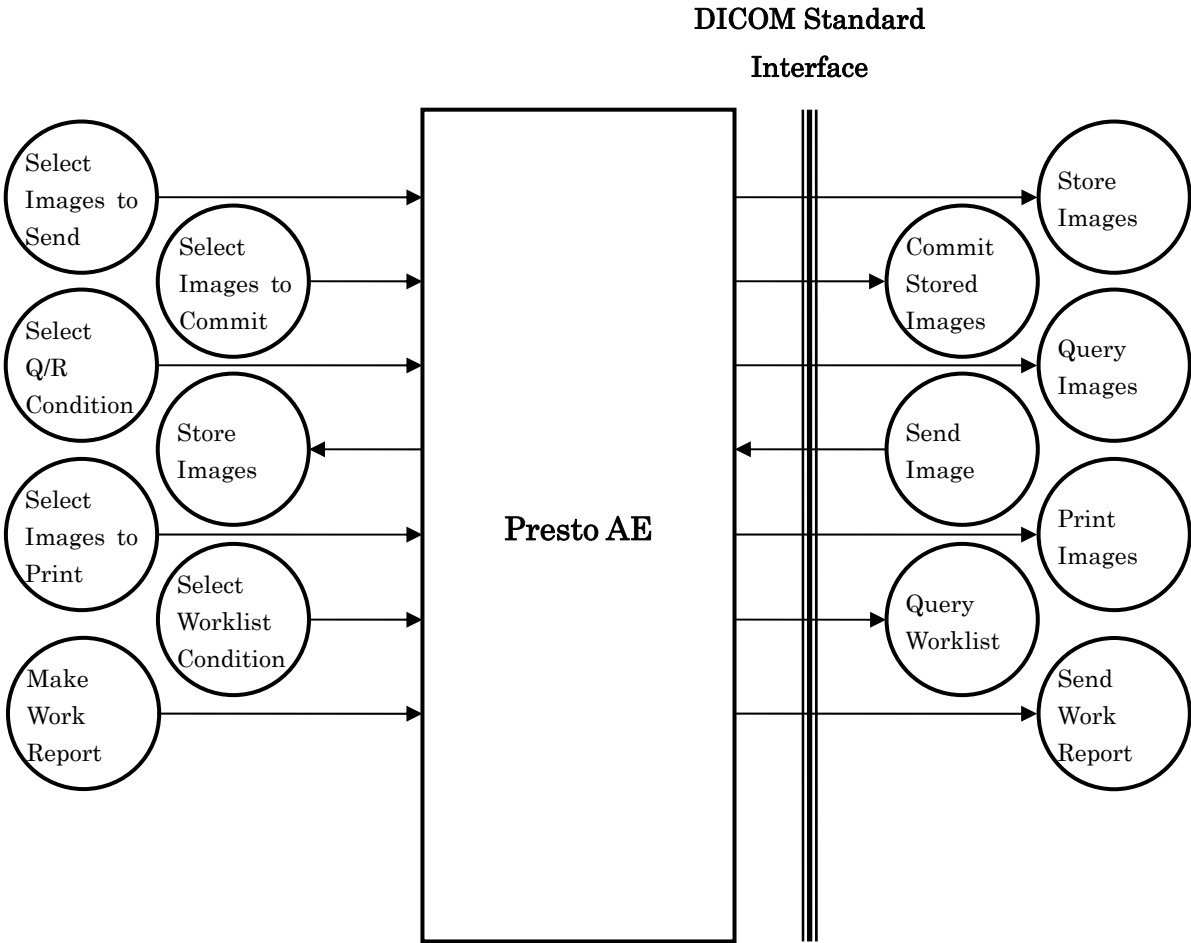 DICOM Standard
Interface
Select
Images to
Send
Select
Images to
Commit
Select
Q/R
Condition
Store
Images
Select
Images to
Print
Select
Worklist
Condition
Make
Work
Report
Presto AE
Store
Images
Commit
Stored
Images
Query
Images
Send
Image
Print
Images
Query
Worklist
Send
Work
Report